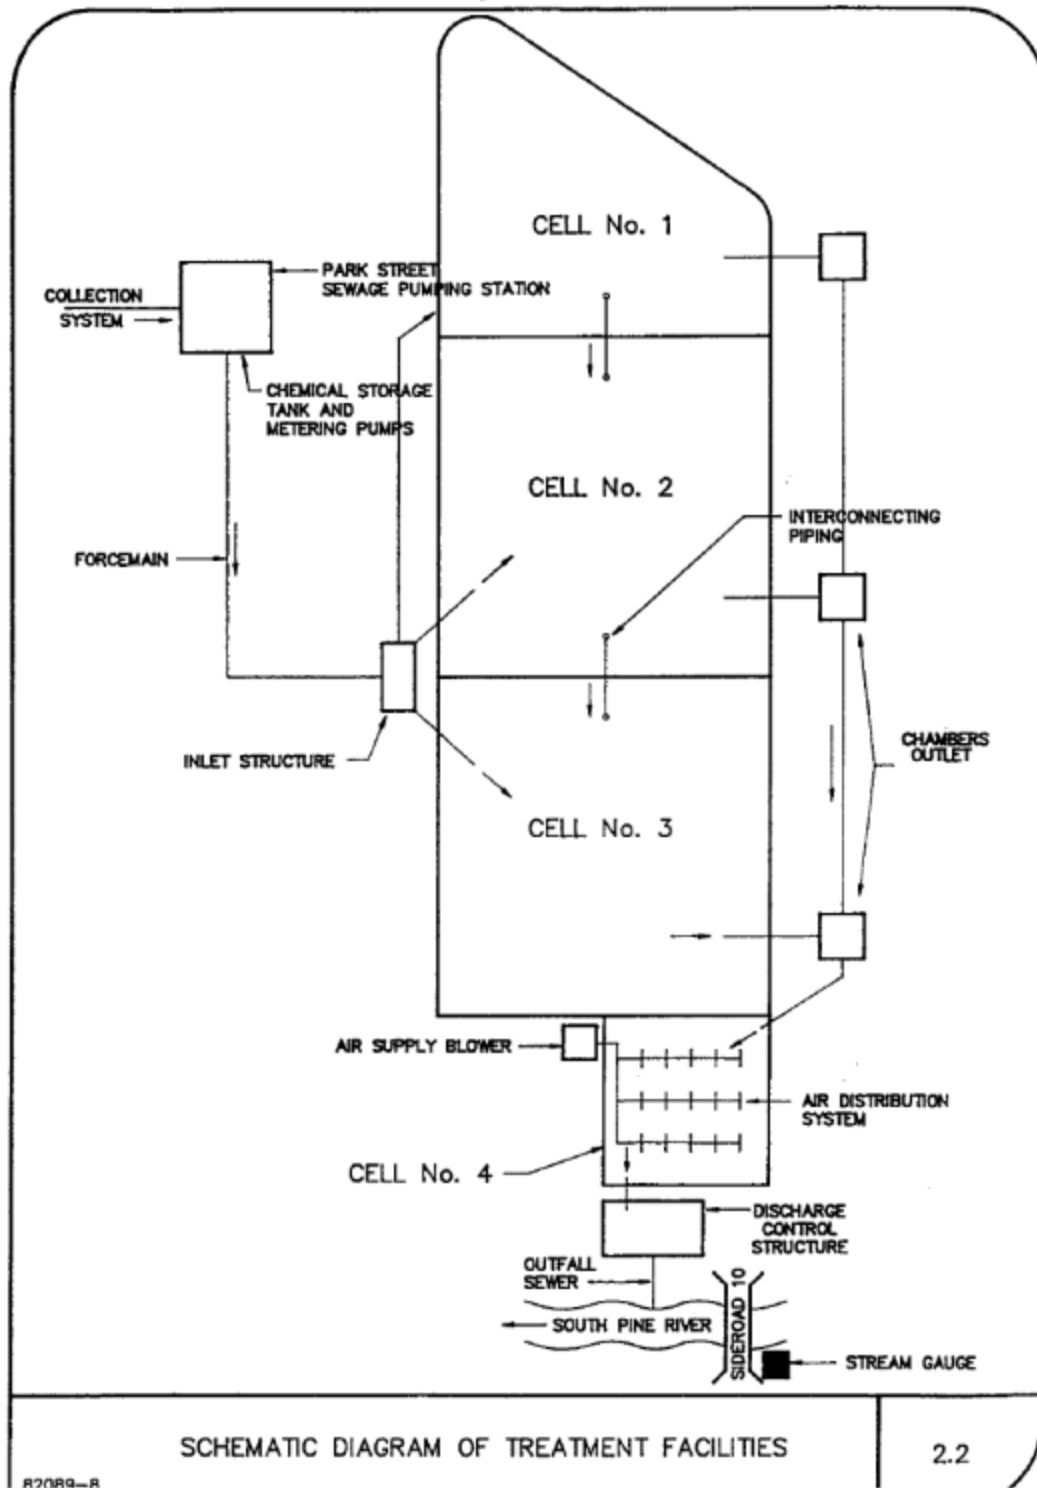 CELL No. 1
PARK STREET
SEWAGE PUMPING STATION
COLLECTION
SYSTEM
CHEMICAL STORAGE
TANK AND
METERING PUMPS
CELL No. 2
INTERCONNECTING
PIPING
FORCEMAIN
INLET STRUCTURE
CHAMBERS
OUTLET
CELL No. 3
AIR SUPPLY BLOWER
AIR DISTRIBUTION
SYSTEM
CELL No. 4
DISCHARGE
CONTROL
STRUCTURE
OUTFALL
SEWER
SIDEROAD 10
SOUTH PINE RIVER
STREAM GAUGE
SCHEMATIC DIAGRAM OF TREATMENT FACILITIES
2.2
82089-8